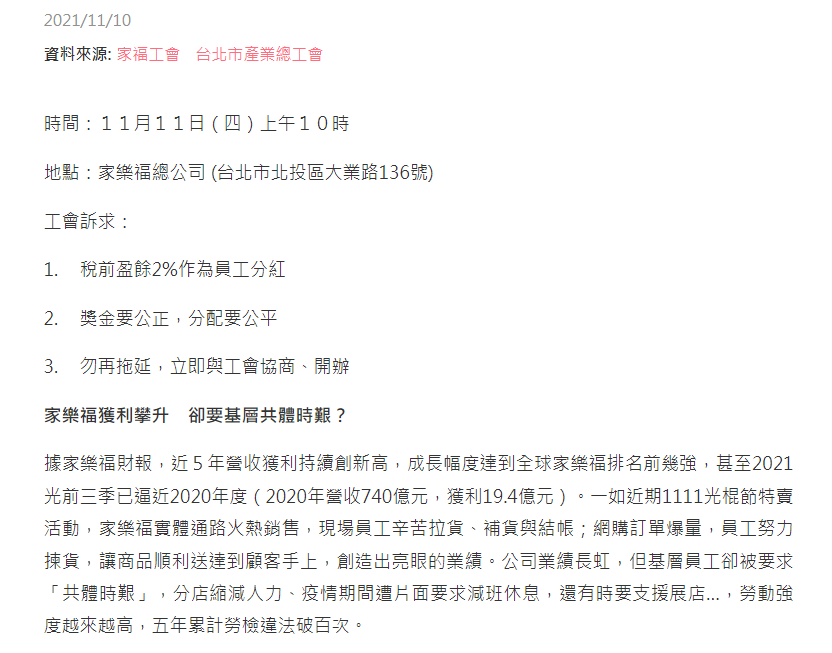 2021/11/10
資料來源: 家福工會　台北市產業總工會
時間：１１月１１日（四）上午１０時
地點：家樂福總公司 (台北市北投區大業路136號)
工會訴求：
1.　稅前盈餘2%作為員工分紅
2.　獎金要公正，分配要公平
3.　勿再拖延，立即與工會協商、開辦
家樂福獲利攀升　卻要基層共體時艱？
據家樂福財報，近５年營收獲利持續創新高，成長幅度達到全球家樂福排名前幾強，甚至2021
光前三季已逼近2020年度（2020年營收740億元，獲利19.4億元）。一如近期1111光棍節特賣
活動，家樂福實體通路火熱銷售，現場員工辛苦拉貨、補貨與結帳；網購訂單爆量，員工努力
揀貨，讓商品順利送達到顧客手上，創造出亮眼的業績。公司業績長虹，但基層員工卻被要求
「共體時艱」，分店縮減人力、疫情期間遭片面要求減班休息，還有時要支援展店...，勞動強
度越來越高，五年累計勞檢違法破百次。